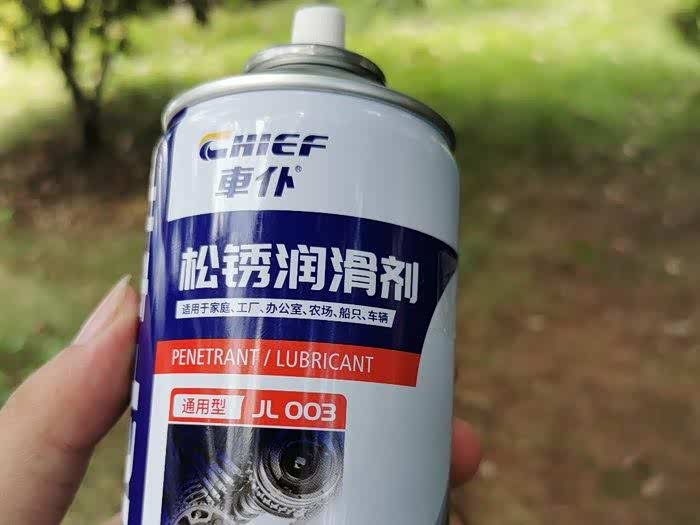 CHIEF
車仆®
松锈润滑剂
适用于家庭、工厂、办公室、农场、船只、车辆
PENETRANT / LUBRICANT
通用型 JL 003